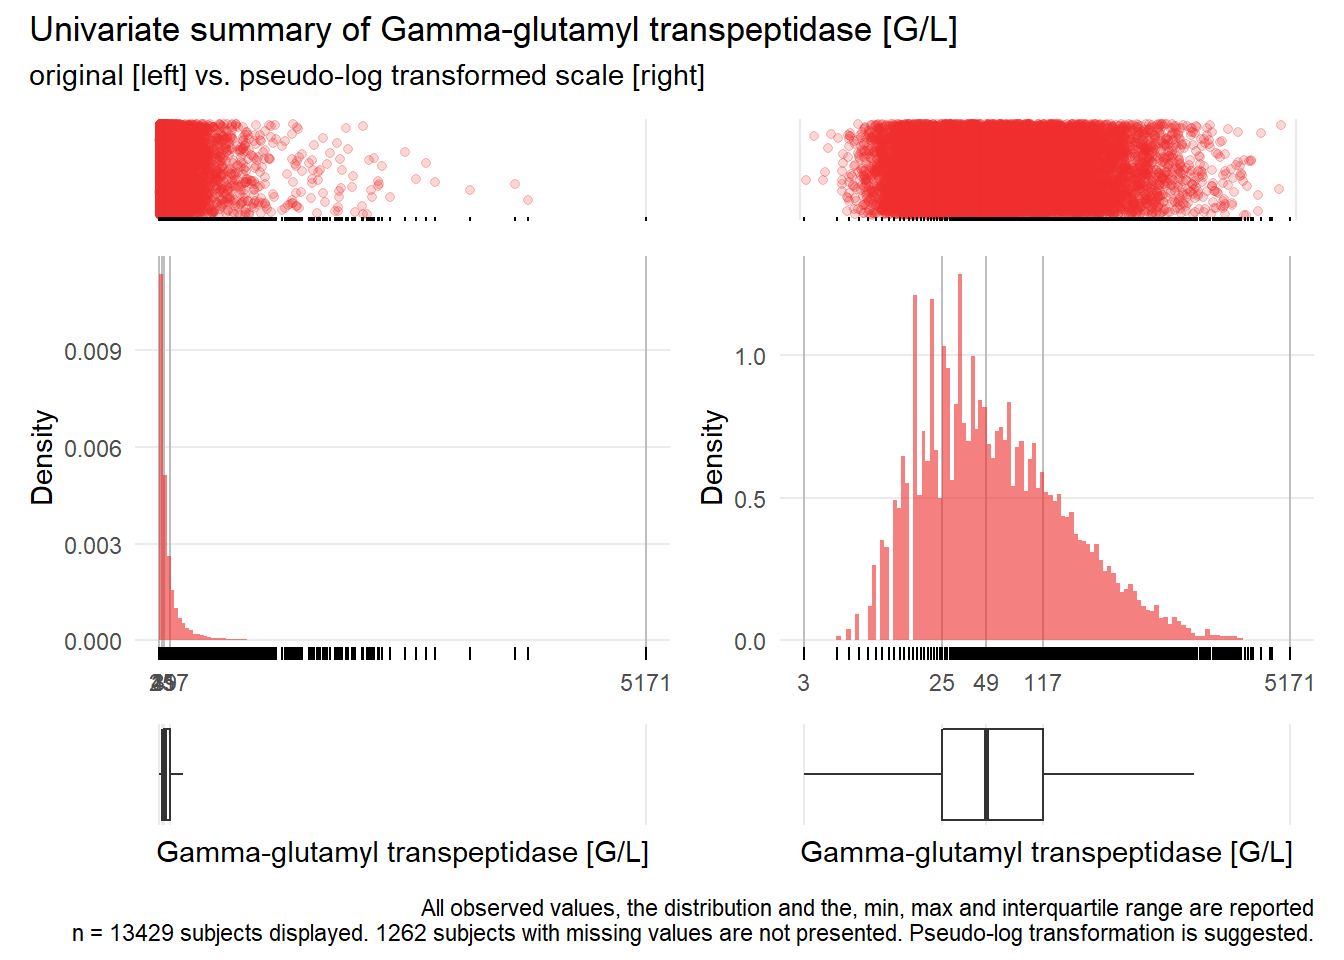 Univariate summary of Gamma-glutamyl transpeptidase [G/L]
original [left] vs. pseudo-log transformed scale [right]
Density
0.009
0.006
0.003
0.000
5171
Gamma-glutamyl transpeptidase [G/L]
Density
1.0
0.5
0.0
3 25 49 117 5171
Gamma-glutamyl transpeptidase [G/L]
All observed values, the distribution and the, min, max and interquartile range are reported
n = 13429 subjects displayed. 1262 subjects with missing values are not presented. Pseudo-log transformation is suggested.